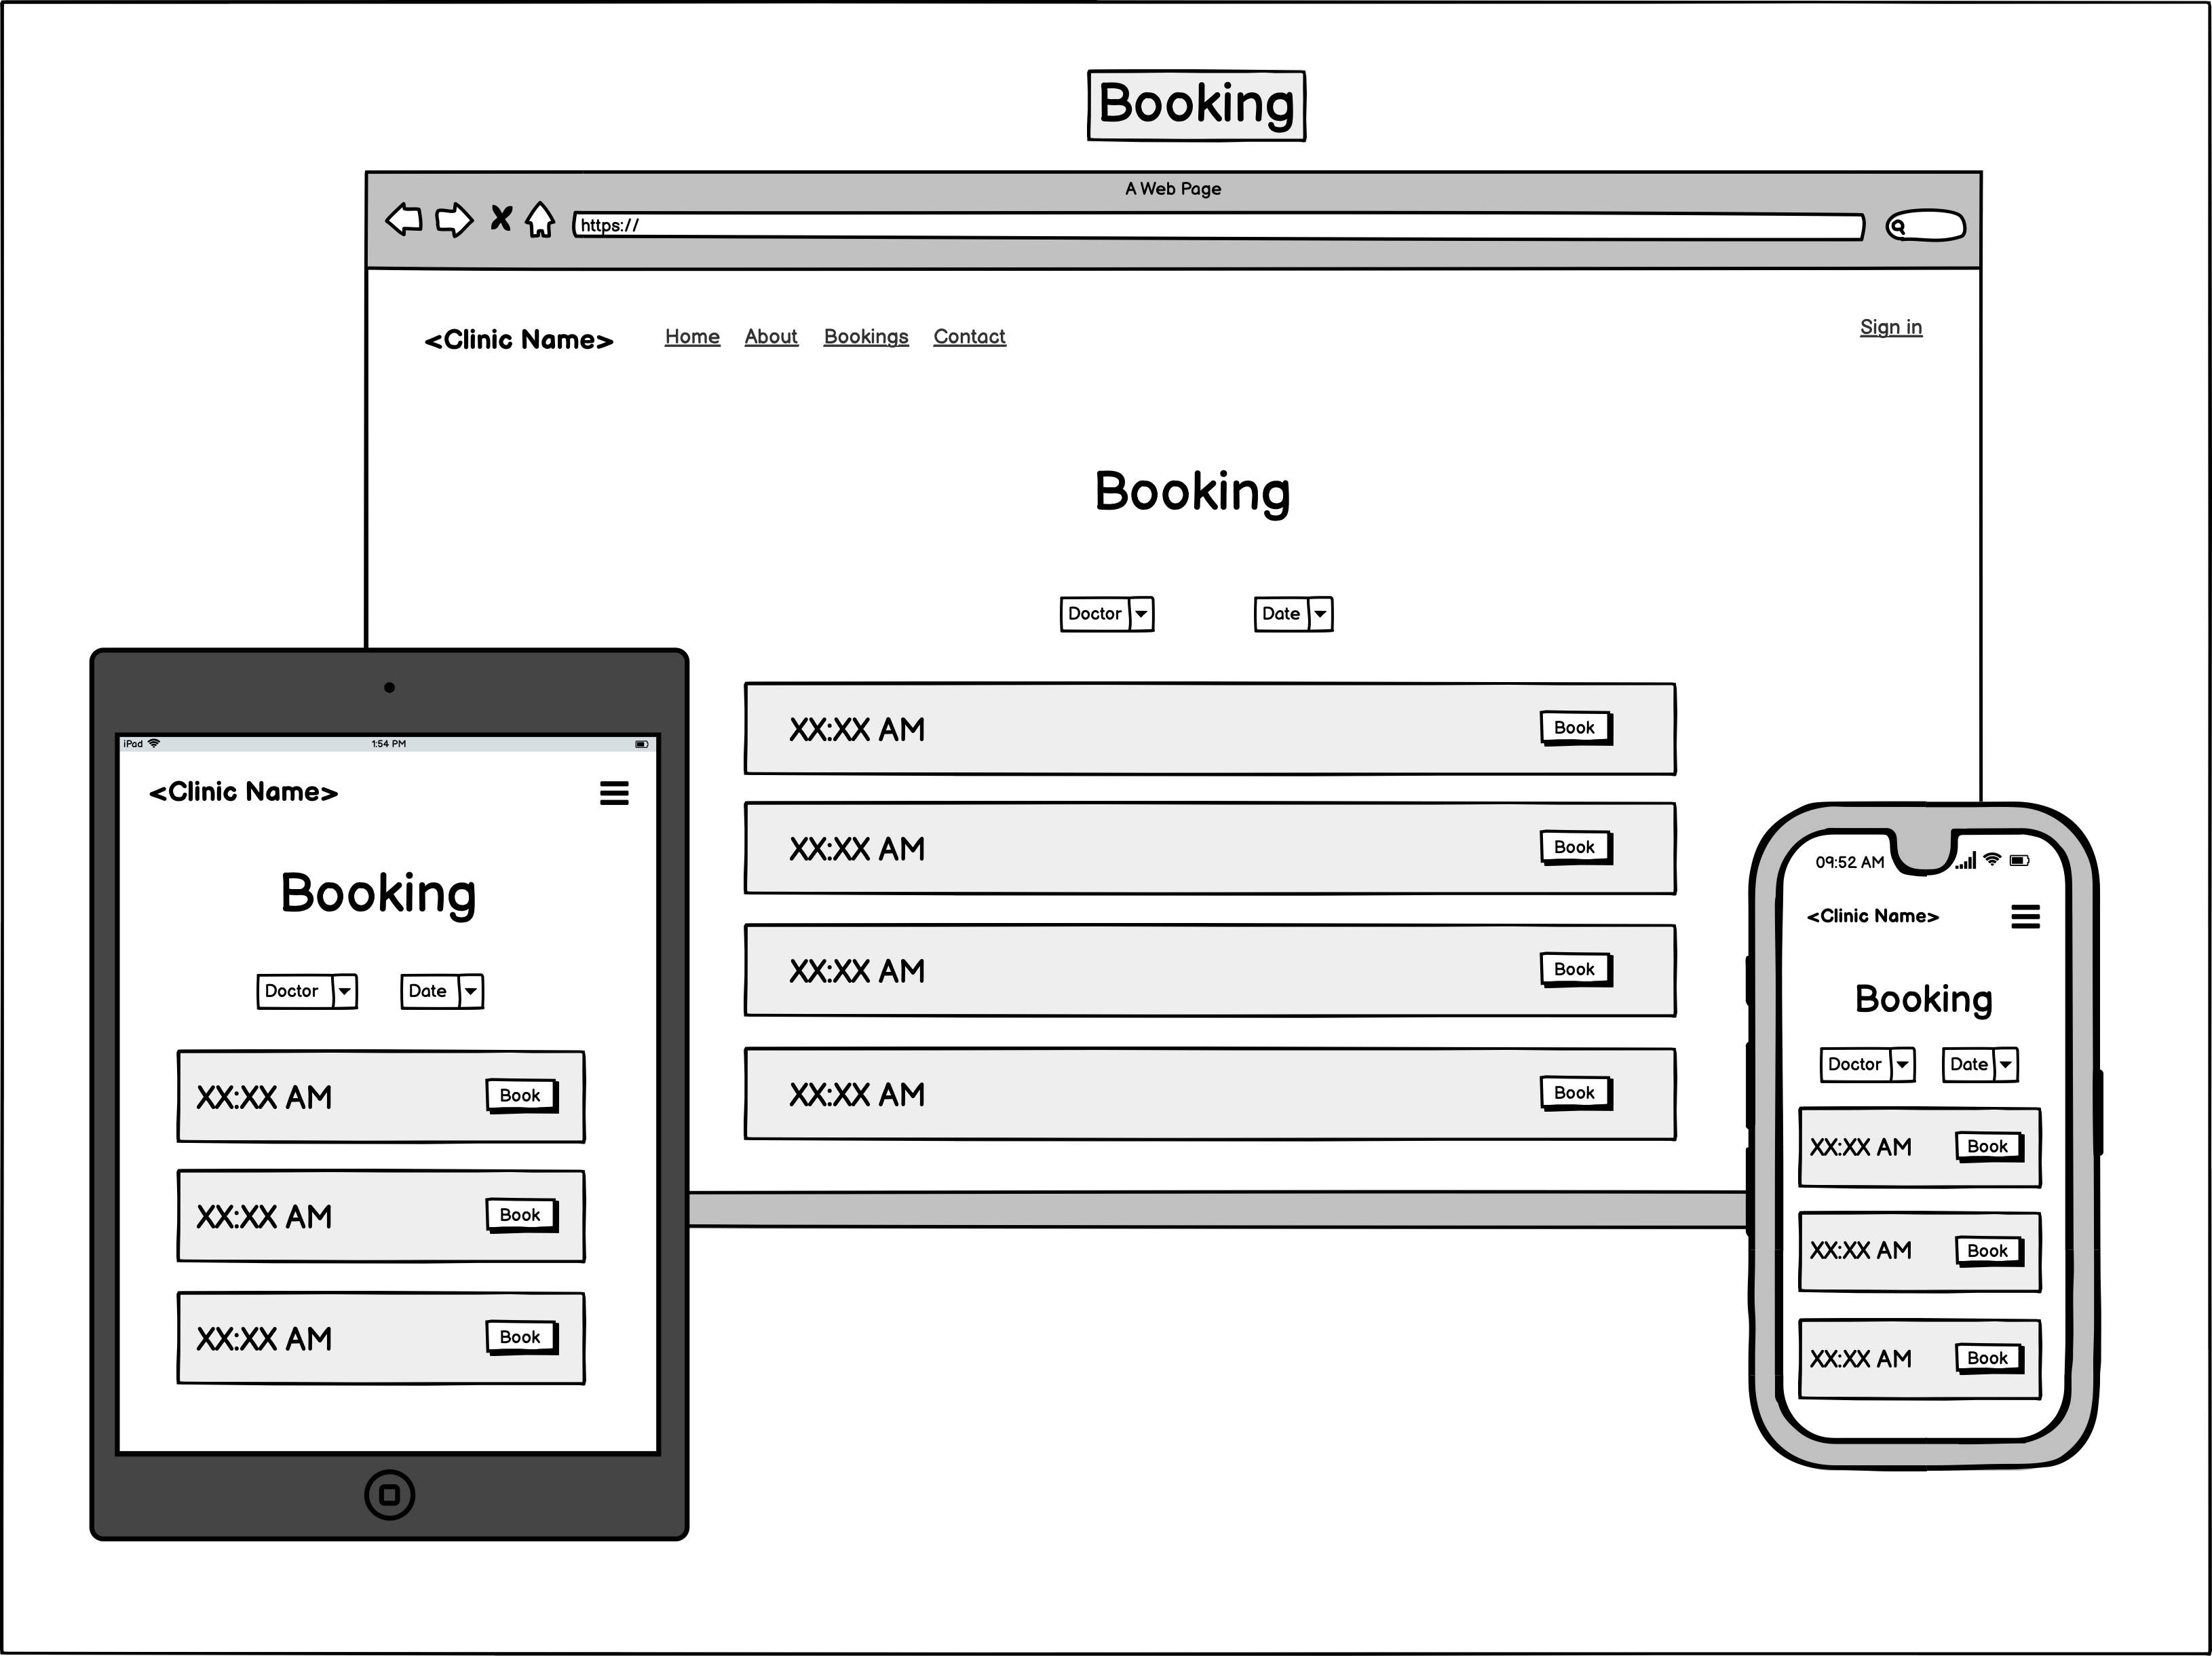 Booking
A Web Page
https://
<Clinic Name> Home About Bookings Contact Sign in
Booking
Doctor Date
XX:XX AM Book
XX:XX AM Book
XX:XX AM Book
XX:XX AM Book
iPad 1:54 PM
<Clinic Name>
Booking
Doctor Date
XX:XX AM Book
XX:XX AM Book
XX:XX AM Book
09:52 AM
<Clinic Name>
Booking
Doctor Date
XX:XX AM Book
XX:XX AM Book
XX:XX AM Book